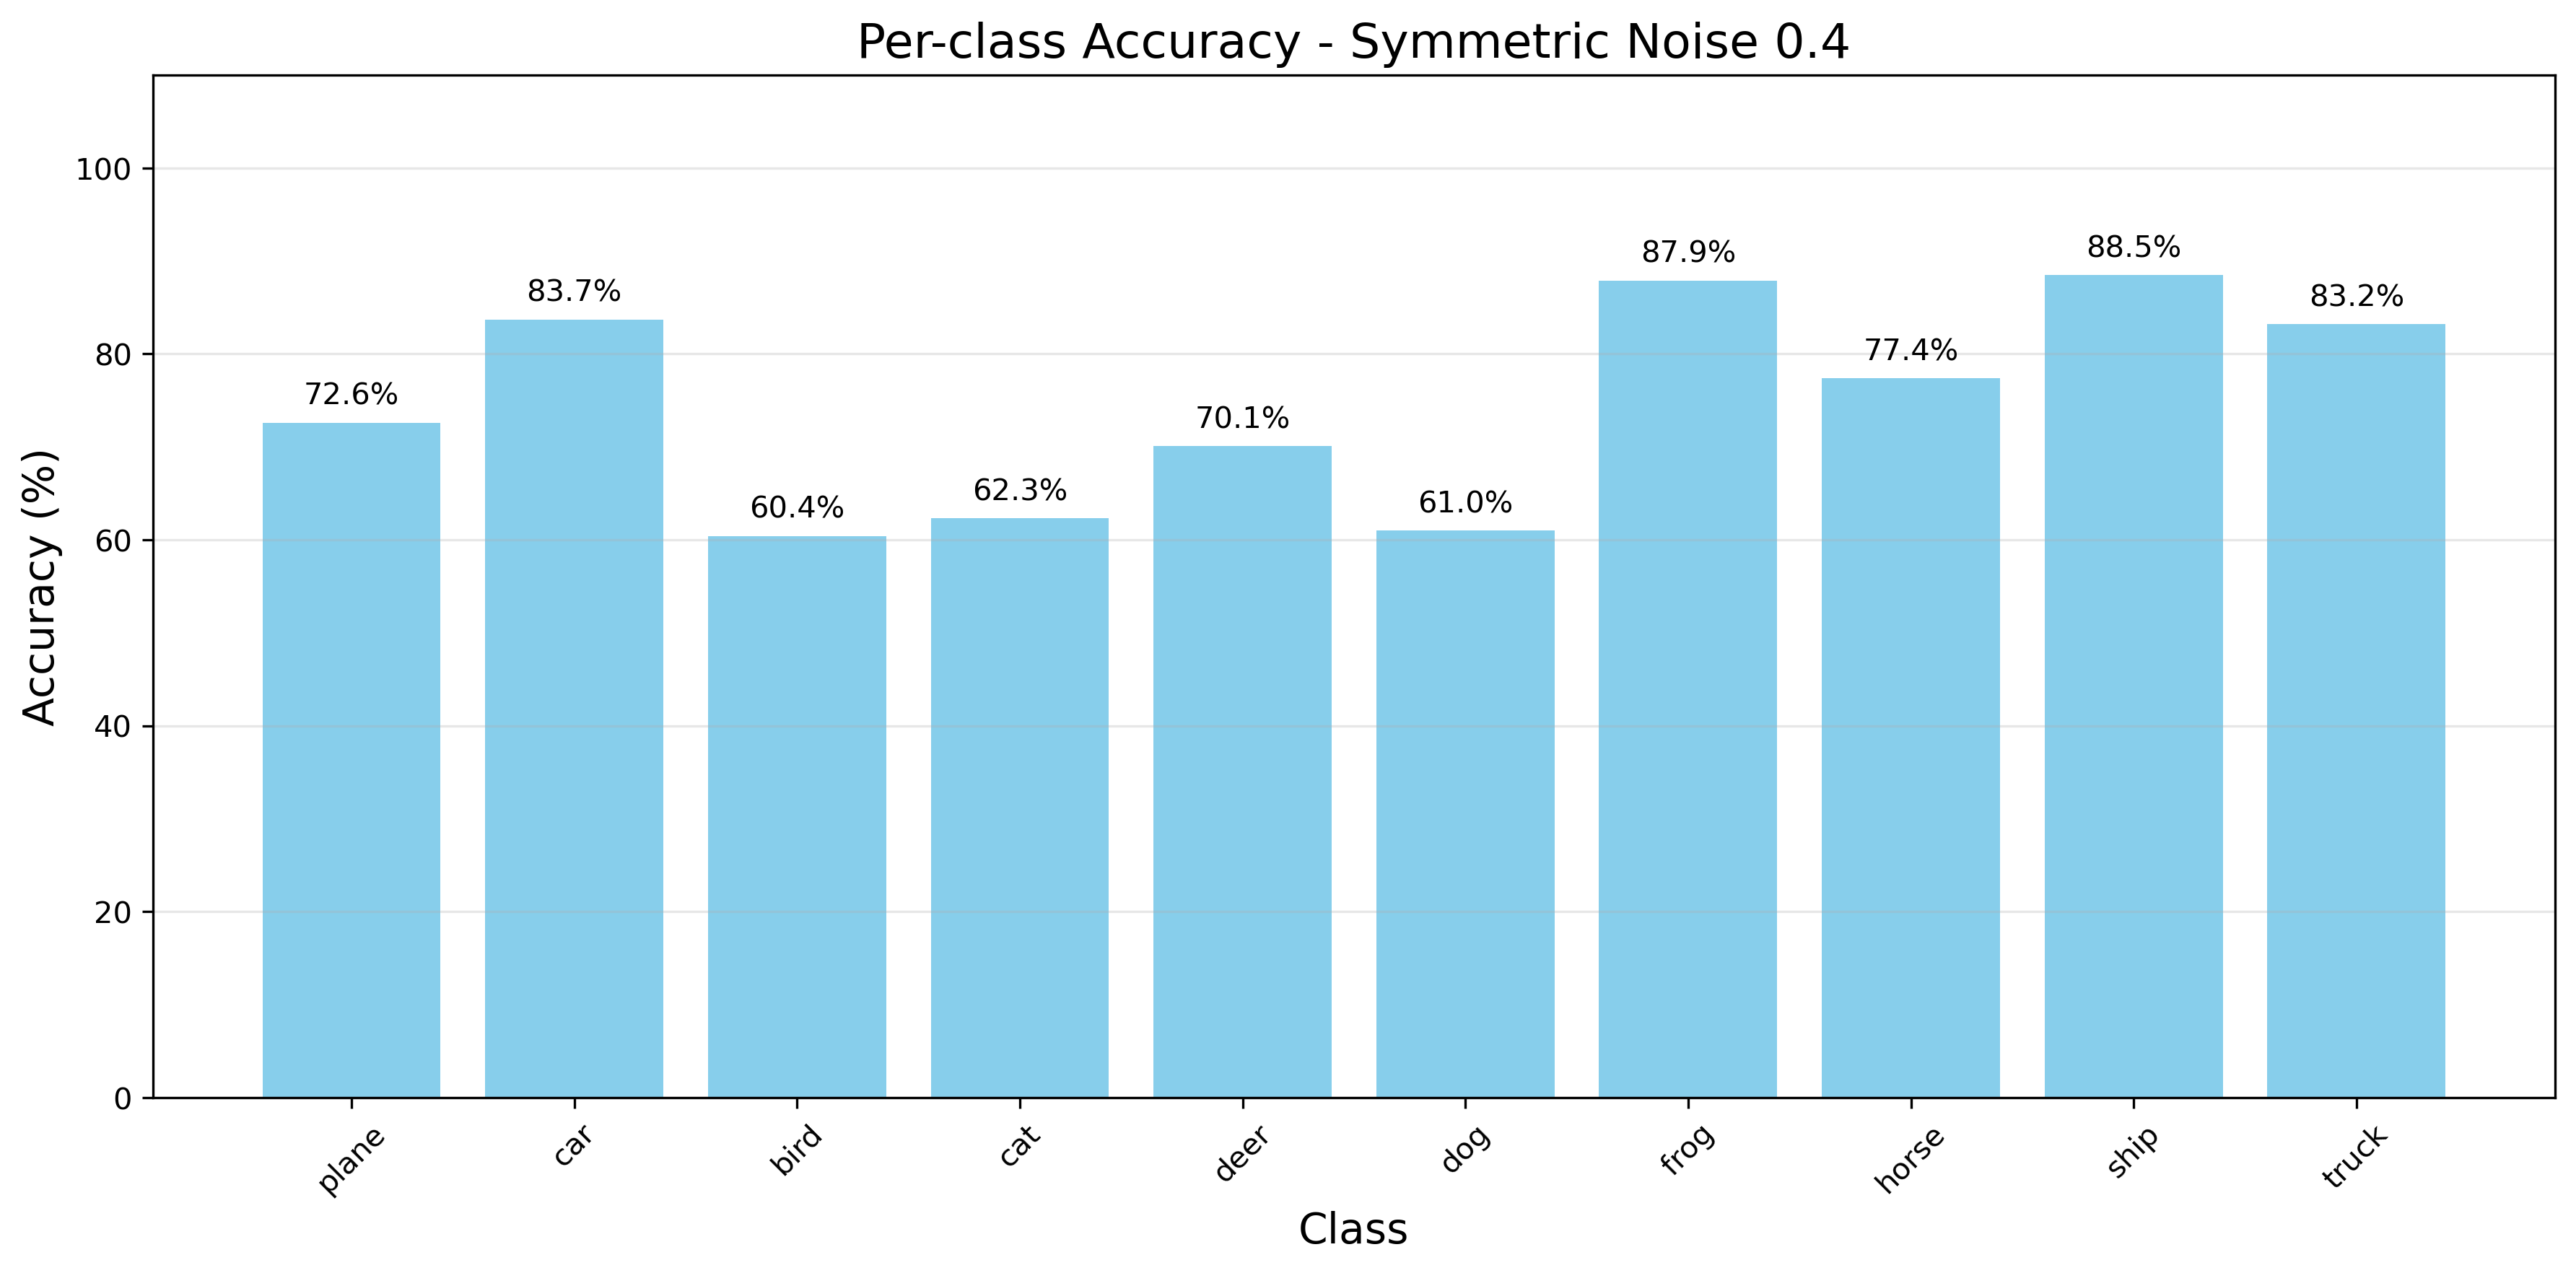 Per-class Accuracy - Symmetric Noise 0.4
Accuracy (%)
100
80
60
40
20
0
72.6%
83.7%
60.4%
62.3%
70.1%
61.0%
87.9%
77.4%
88.5%
83.2%
plane
car
bird
cat
deer
dog
frog
horse
ship
truck
Class